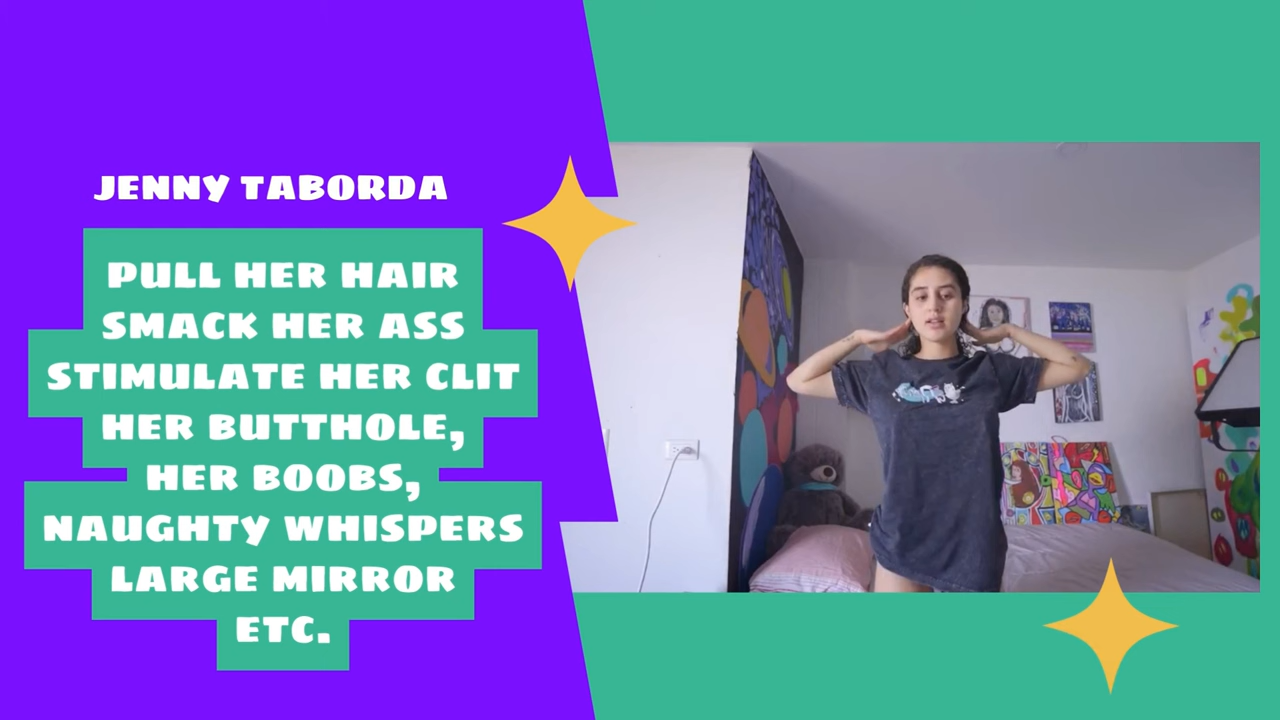 JENNY TABORDA
PULL HER HAIR
SMACK HER ASS
STIMULATE HER CLIT
HER BUTTHOLE,
HER BOOBS,
NAUGHTY WHISPERS
LARGE MIRROR
ETC.